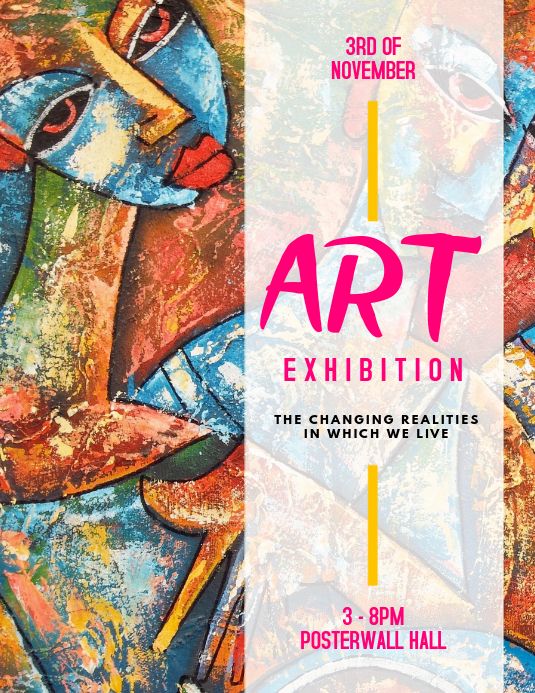 3RD OF
NOVEMBER
ART
EXHIBITION
THE CHANGING REALITIES
IN WHICH WE LIVE
3 - 8PM
POSTERWALL HALL